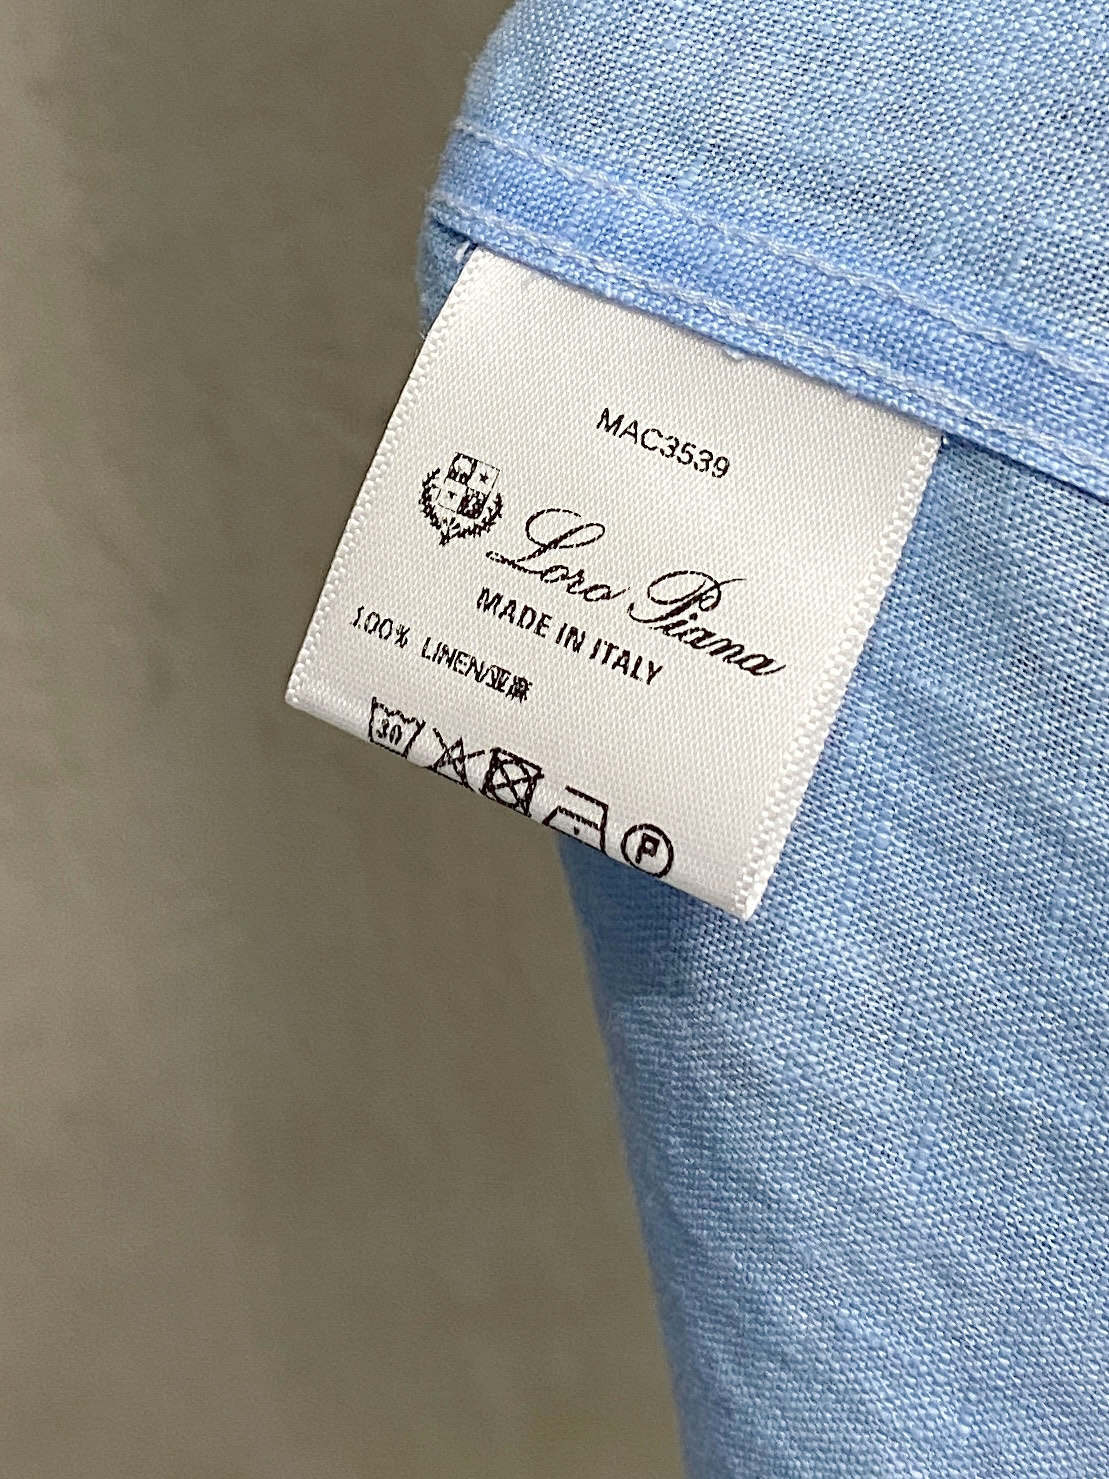 MAC3539
Loro Piana
MADE IN ITALY
100% LINEN/亚麻
30
P